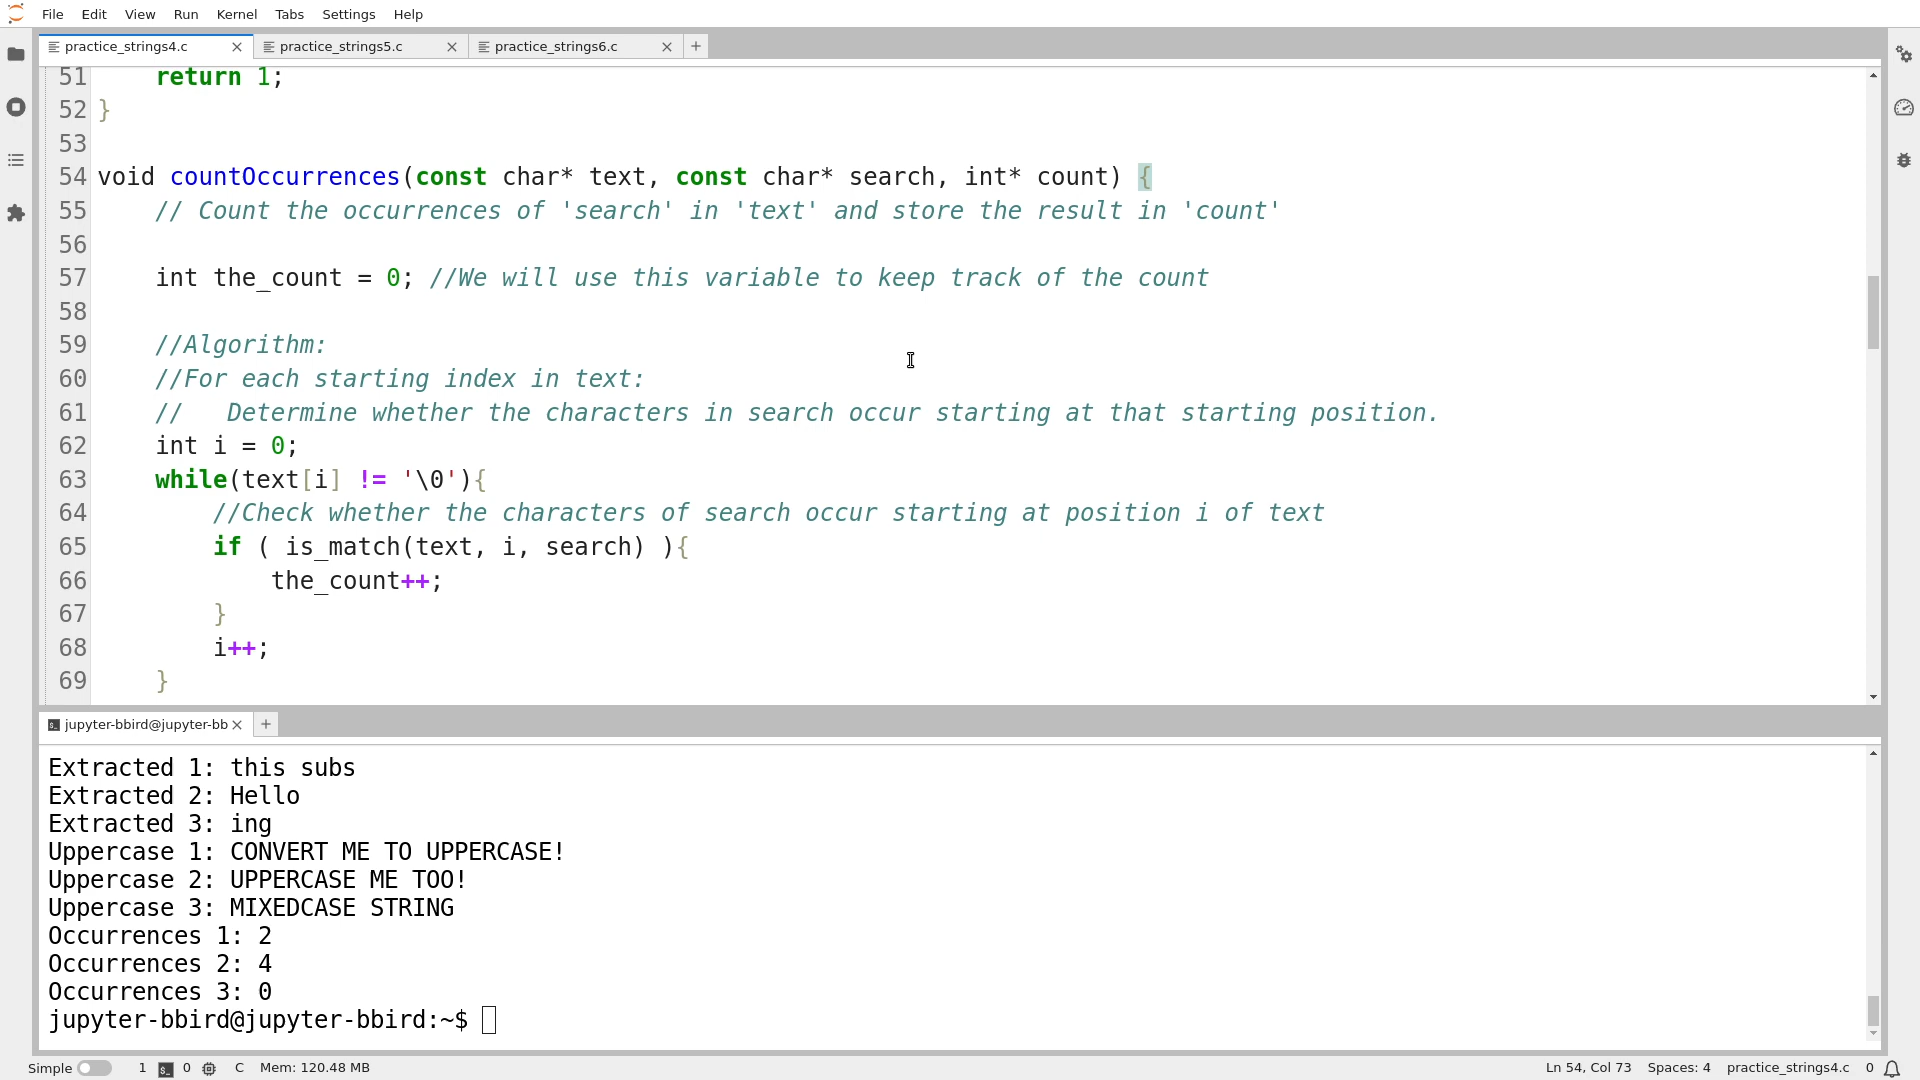 File Edit View Run Kernel Tabs Settings Help
practice_strings4.c practice_strings5.c practice_strings6.c
51     return 1;
52 }
53
54 void countOccurrences(const char* text, const char* search, int* count) {
55     // Count the occurrences of 'search' in 'text' and store the result in 'count'
56
57     int the_count = 0; //We will use this variable to keep track of the count
58
59     //Algorithm:
60     //For each starting index in text:
61     //   Determine whether the characters in search occur starting at that starting position.
62     int i = 0;
63     while(text[i] != '\0'){
64         //Check whether the characters of search occur starting at position i of text
65         if ( is_match(text, i, search) ){
66             the_count++;
67         }
68         i++;
69     }
jupyter-bbird@jupyter-bb
Extracted 1: this subs
Extracted 2: Hello
Extracted 3: ing
Uppercase 1: CONVERT ME TO UPPERCASE!
Uppercase 2: UPPERCASE ME TOO!
Uppercase 3: MIXEDCASE STRING
Occurrences 1: 2
Occurrences 2: 4
Occurrences 3: 0
jupyter-bbird@jupyter-bbird:~$
Simple 1 0 C Mem: 120.48 MB Ln 54, Col 73 Spaces: 4 practice_strings4.c 0